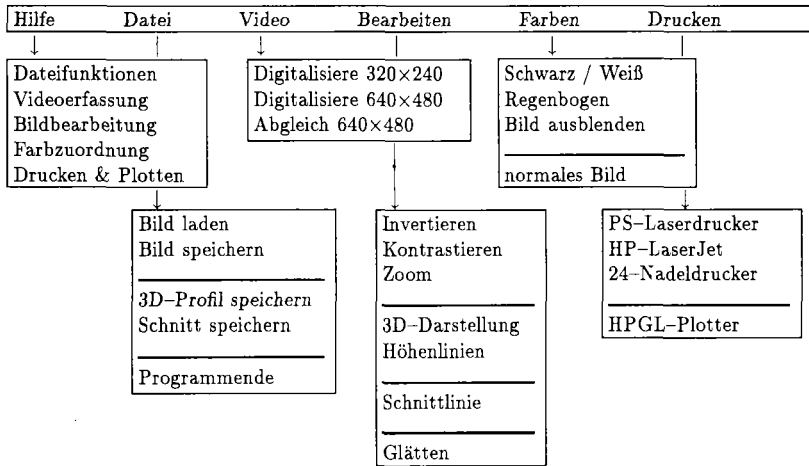 Hilfe Datei Video Bearbeiten Farben Drucken
Dateifunktionen
Videoerfassung
Bildbearbeitung
Farbzuordnung
Drucken & Plotten
Bild laden
Bild speichern
3D–Profil speichern
Schnitt speichern
Programmende
Digitalisiere 320×240
Digitalisiere 640×480
Abgleich 640×480
Invertieren
Kontrastieren
Zoom
3D–Darstellung
Höhenlinien
Schnittlinie
Glätten
Schwarz / Weiß
Regenbogen
Bild ausblenden
normales Bild
PS–Laserdrucker
HP–LaserJet
24–Nadeldrucker
HPGL–Plotter